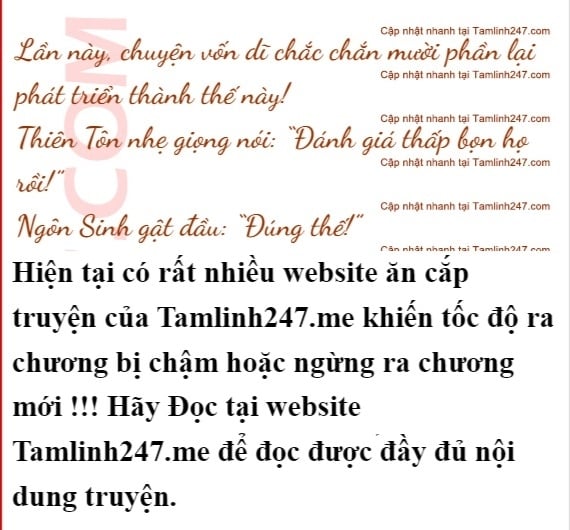 Cập nhật nhanh tại Tamlinh247.com
Lần này, chuyện vốn dĩ chắc chắn mười phần lại
Cập nhật nhanh tại Tamlinh247.com
phát triển thành thế này!
Cập nhật nhanh tại Tamlinh247.com
Thiên Tôn nhẹ giọng nói: “Đánh giá thấp bọn họ
Cập nhật nhanh tại Tamlinh247.com
rồi!”
Cập nhật nhanh tại Tamlinh247.com
Ngôn Sinh gật đầu: “Đúng thế!”
Cập nhật nhanh tại Tamlinh247.com
.COM
Hiện tại có rất nhiều website ăn cắp
truyện của Tamlinh247.me khiến tốc độ ra
chương bị chậm hoặc ngừng ra chương
mới !!! Hãy Đọc tại website
Tamlinh247.me để đọc được đầy đủ nội
dung truyện.